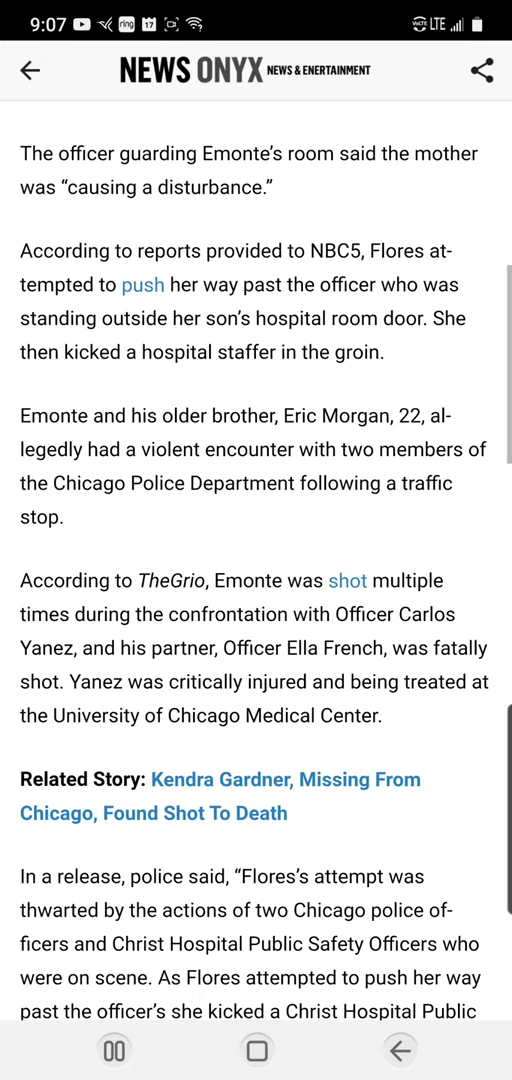 9:07 ring 17 VoLTE LTE
NEWS ONYX NEWS & ENERTAINMENT
The officer guarding Emonte’s room said the mother
was “causing a disturbance.”
According to reports provided to NBC5, Flores at-
tempted to push her way past the officer who was
standing outside her son’s hospital room door. She
then kicked a hospital staffer in the groin.
Emonte and his older brother, Eric Morgan, 22, al-
legedly had a violent encounter with two members of
the Chicago Police Department following a traffic
stop.
According to TheGrio, Emonte was shot multiple
times during the confrontation with Officer Carlos
Yanez, and his partner, Officer Ella French, was fatally
shot. Yanez was critically injured and being treated at
the University of Chicago Medical Center.
Related Story: Kendra Gardner, Missing From
Chicago, Found Shot To Death
In a release, police said, “Flores’s attempt was
thwarted by the actions of two Chicago police of-
ficers and Christ Hospital Public Safety Officers who
were on scene. As Flores attempted to push her way
past the officer’s she kicked a Christ Hospital Public